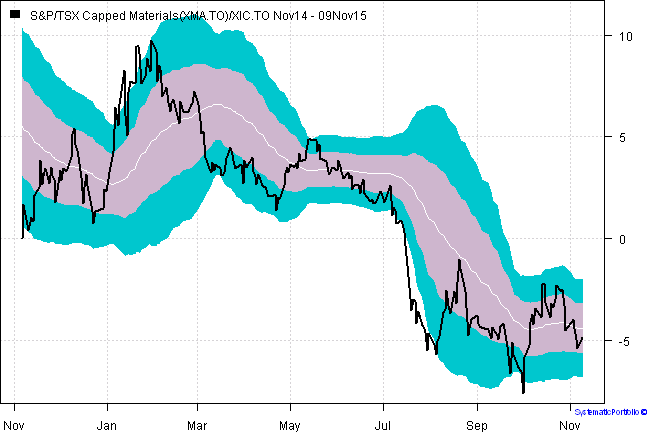 S&P/TSX Capped Materials(XMA.TO)/XIC.TO Nov14 - 09Nov15
10
5
0
-5
Nov Jan Mar May Jul Sep Nov
SystematicPortfolio ©